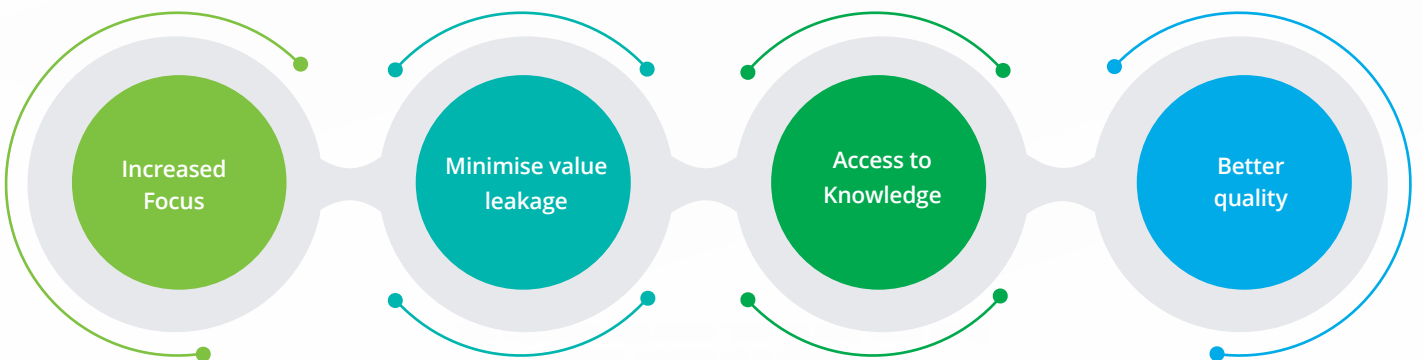 Increased
Focus
Minimise value
leakage
Access to
Knowledge
Better
quality